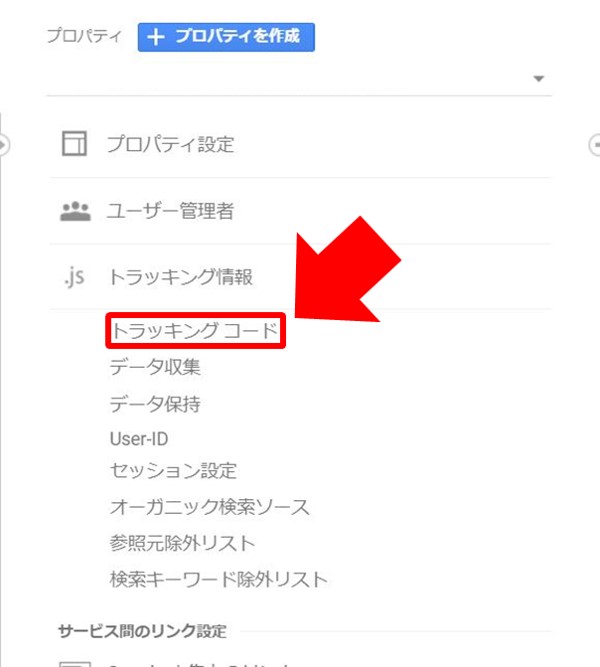 プロパティ
＋ プロパティを作成
プロパティ設定
ユーザー管理者
.js トラッキング情報
トラッキング コード
データ収集
データ保持
User-ID
セッション設定
オーガニック検索ソース
参照元除外リスト
検索キーワード除外リスト
サービス間のリンク設定